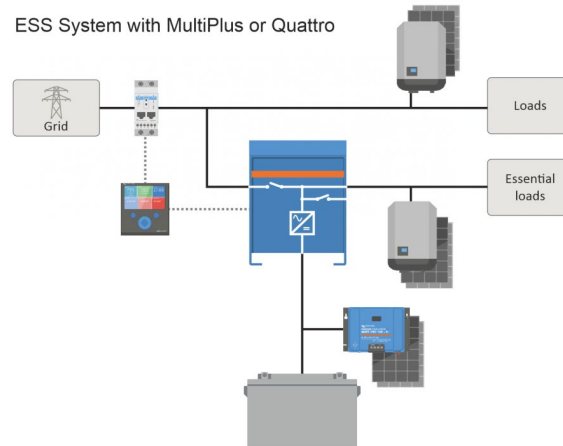 ESS System with MultiPlus or Quattro
Grid
Loads
Essential
loads